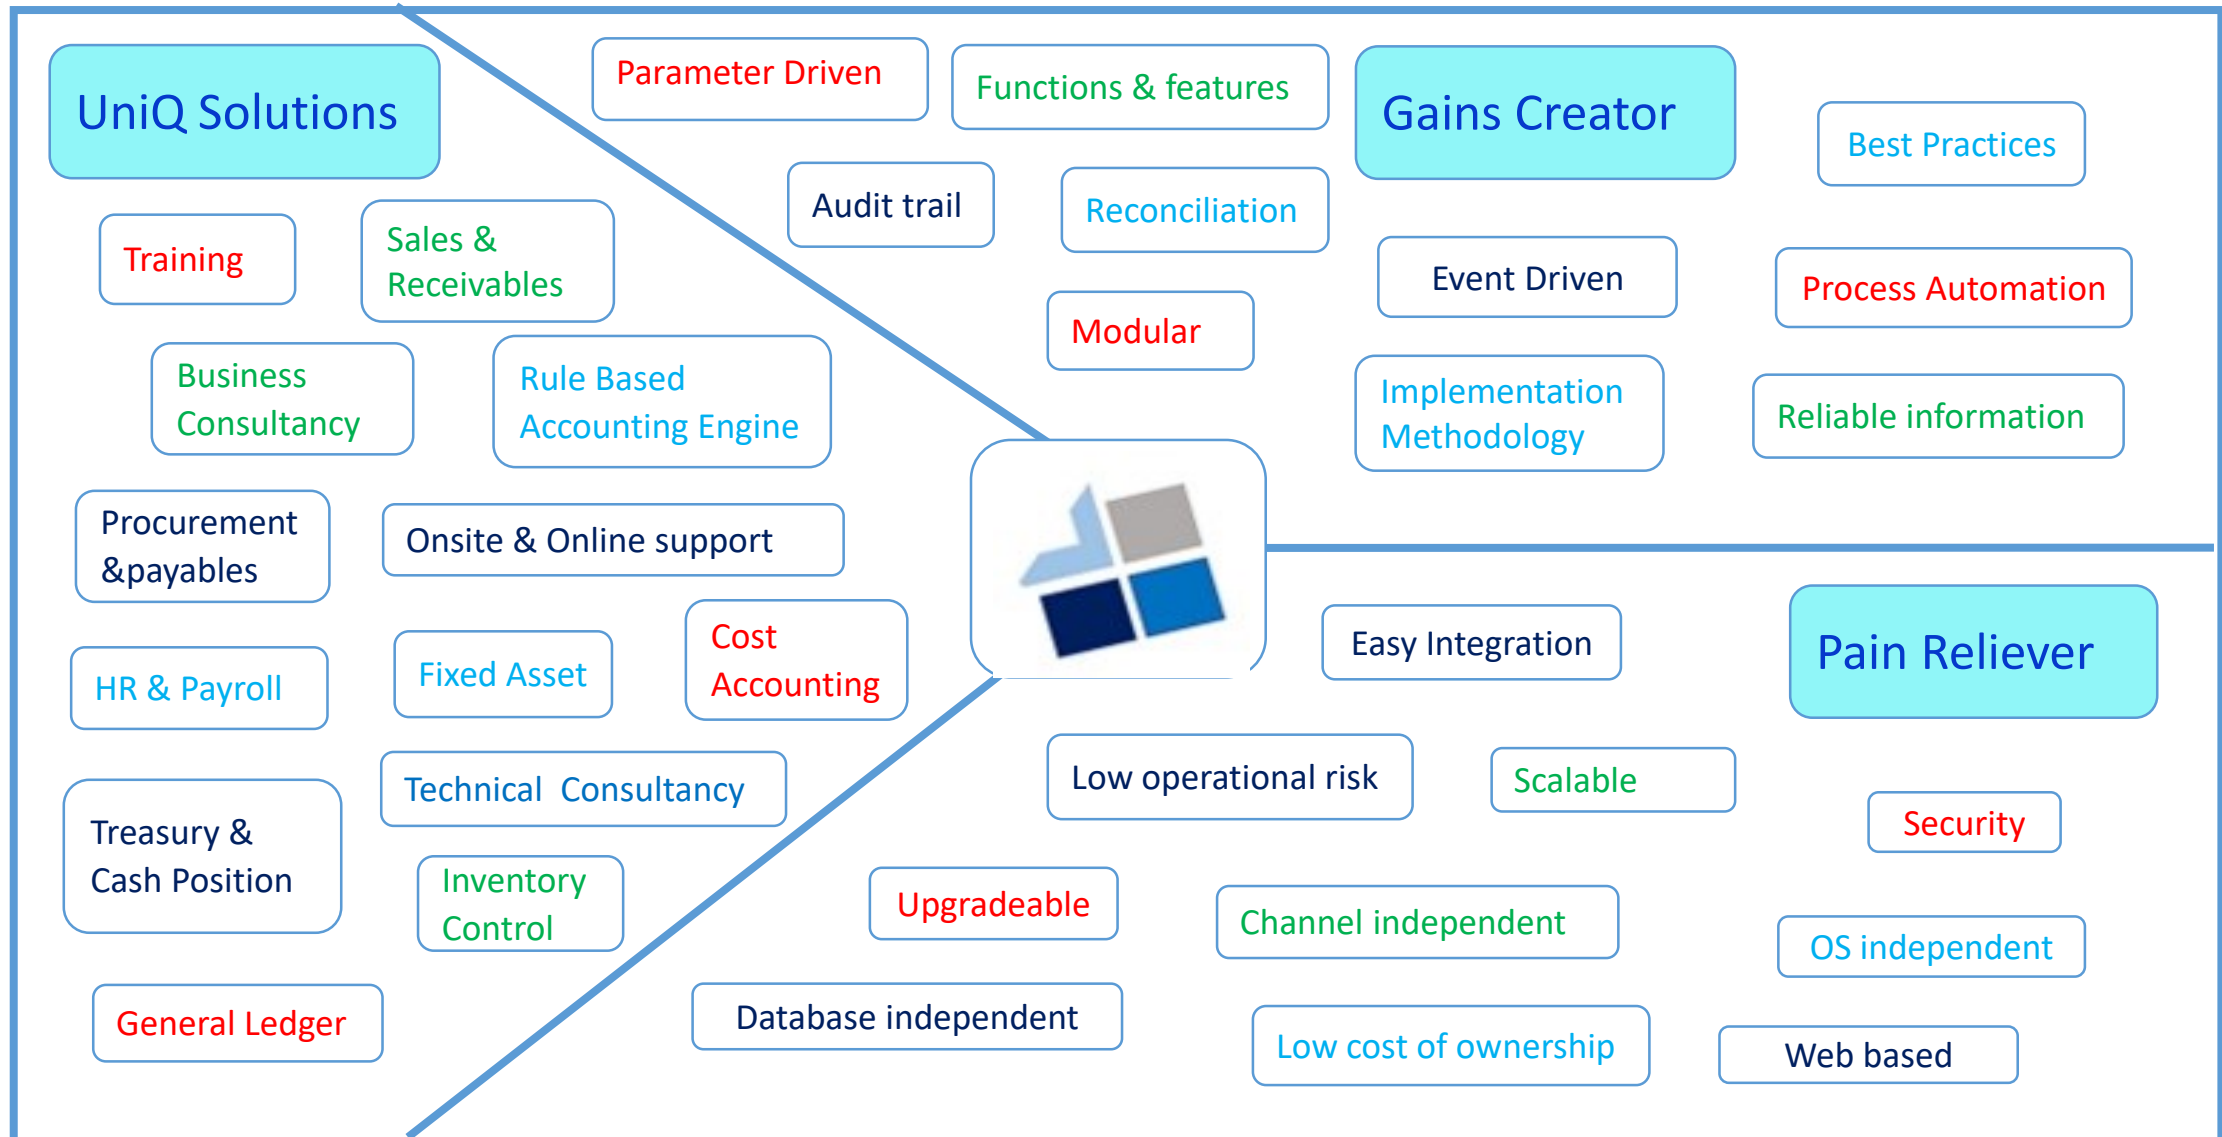 UniQ Solutions
Training
Sales &
Receivables
Business
Consultancy
Rule Based
Accounting Engine
Procurement
&payables
Onsite & Online support
HR & Payroll
Fixed Asset
Cost
Accounting
Technical  Consultancy
Treasury &
Cash Position
Inventory
Control
General Ledger
Parameter Driven
Functions & features
Gains Creator
Best Practices
Audit trail
Reconciliation
Event Driven
Process Automation
Modular
Implementation
Methodology
Reliable information
Easy Integration
Pain Reliever
Low operational risk
Scalable
Security
Upgradeable
Channel independent
OS independent
Database independent
Low cost of ownership
Web based